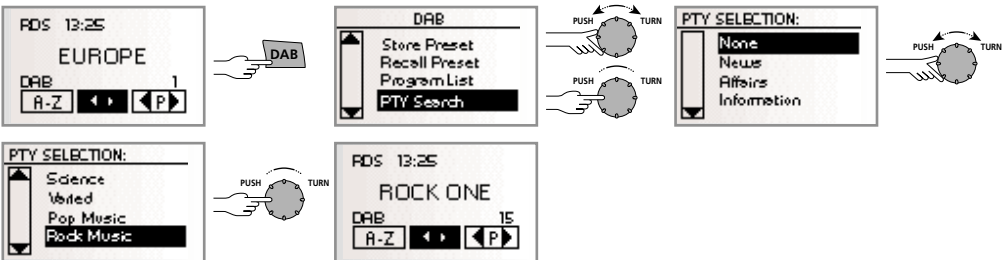 RDS 13:25
EUROPE
DAB 1
A-Z P
DAB
DAB
Store Preset
Recall Preset
Program List
PTY Search
PUSH TURN
PUSH TURN
PTY SELECTION:
None
News
Affairs
Information
PUSH TURN
PTY SELECTION:
Science
Varied
Pop Music
Rock Music
PUSH TURN
RDS 13:25
ROCK ONE
DAB 15
A-Z P